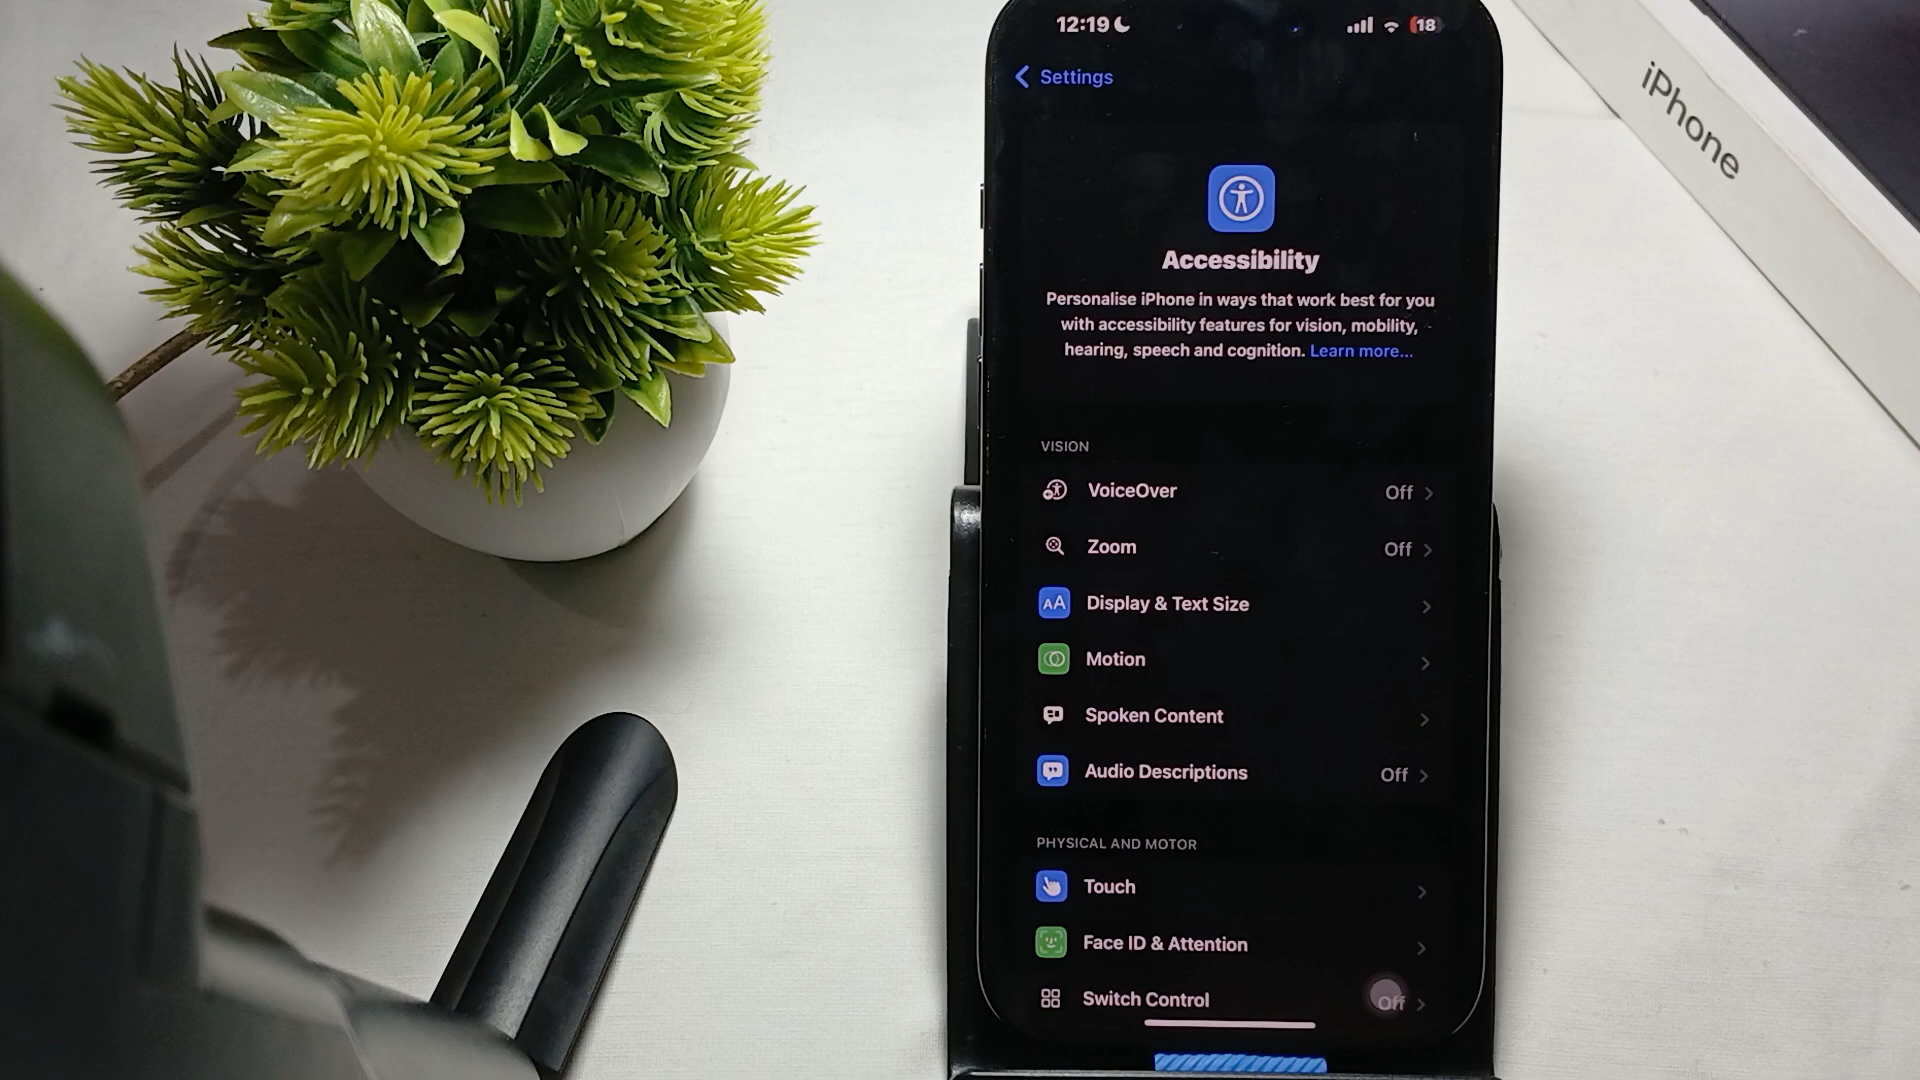 12:19
18
Settings
iPhone
Accessibility
Personalise iPhone in ways that work best for you
with accessibility features for vision, mobility,
hearing, speech and cognition. Learn more...
VISION
VoiceOver Off
Zoom Off
AA Display & Text Size
Motion
Spoken Content
Audio Descriptions Off
PHYSICAL AND MOTOR
Touch
Face ID & Attention
Switch Control Off